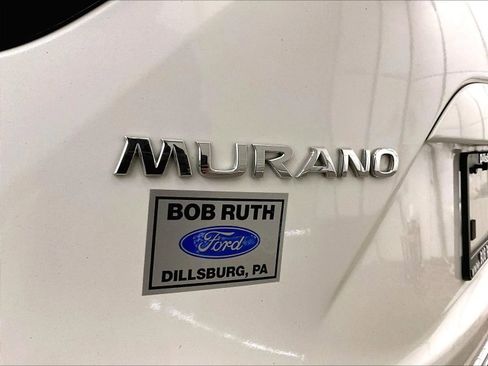 MURANO
BOB RUTH
Ford
DILLSBURG, PA